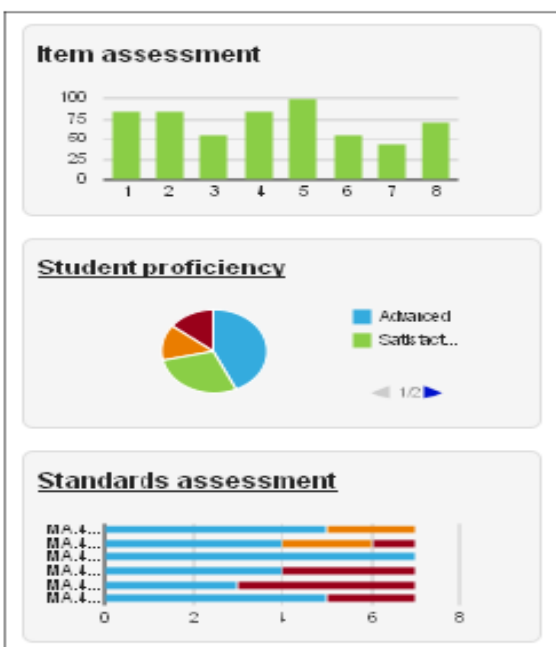 Item assessment
100
75
50
25
0
1 2 3 4 5 6 7 8
Student proficiency
Advanced
Satisfact...
1/2
Standards assessment
MA.4...
MA.4...
MA.4...
MA.4...
MA.4...
MA.4...
0 2 4 6 8